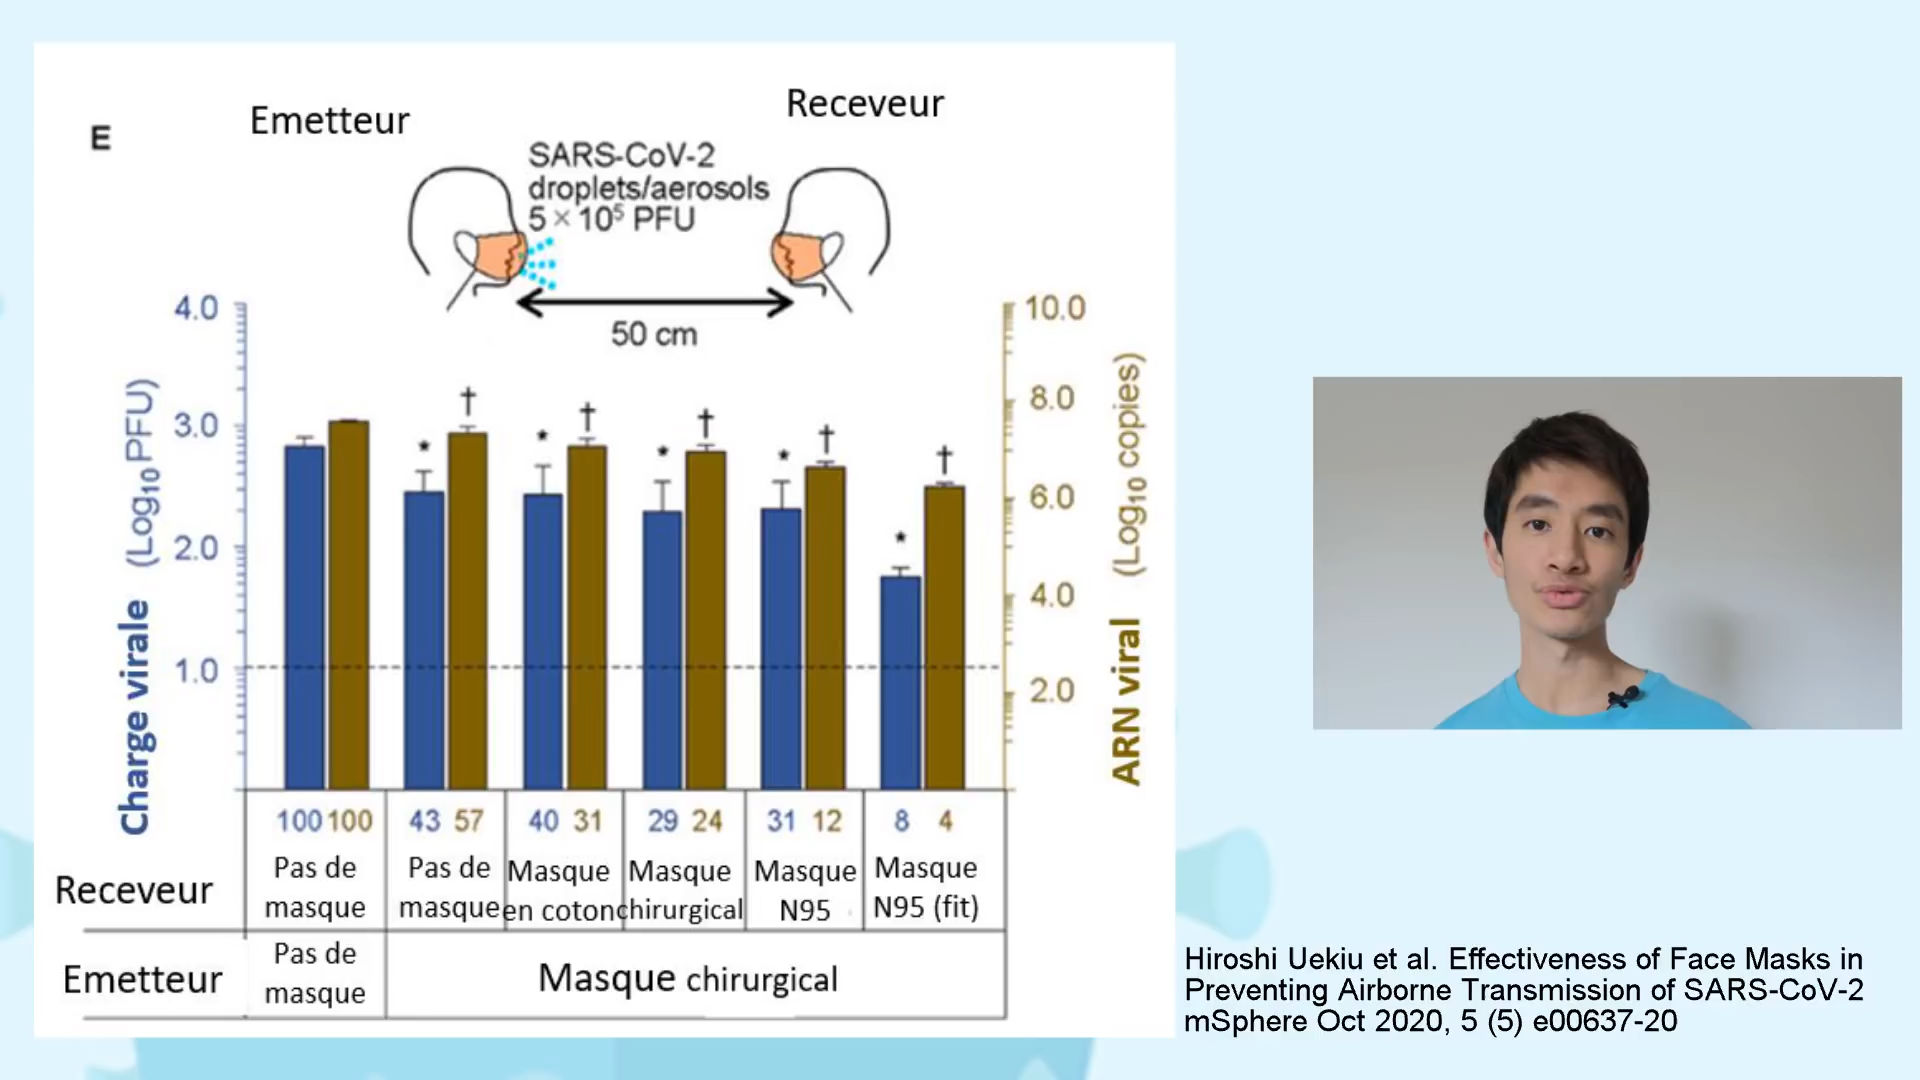 E
Emetteur
Receveur
SARS-CoV-2
droplets/aerosols
5 × 10⁵ PFU
50 cm
4.0
3.0
2.0
1.0
Charge virale (Log₁₀ PFU)
10.0
8.0
6.0
4.0
2.0
ARN viral (Log₁₀ copies)
* † * † * † * † * †
100 100 43 57 40 31 29 24 31 12 8 4
Receveur
Pas de
masque
Pas de
masque
Masque
en coton
Masque
chirurgical
Masque
N95
Masque
N95 (fit)
Emetteur
Pas de
masque
Masque chirurgical
Hiroshi Uekiu et al. Effectiveness of Face Masks in
Preventing Airborne Transmission of SARS-CoV-2
mSphere Oct 2020, 5 (5) e00637-20